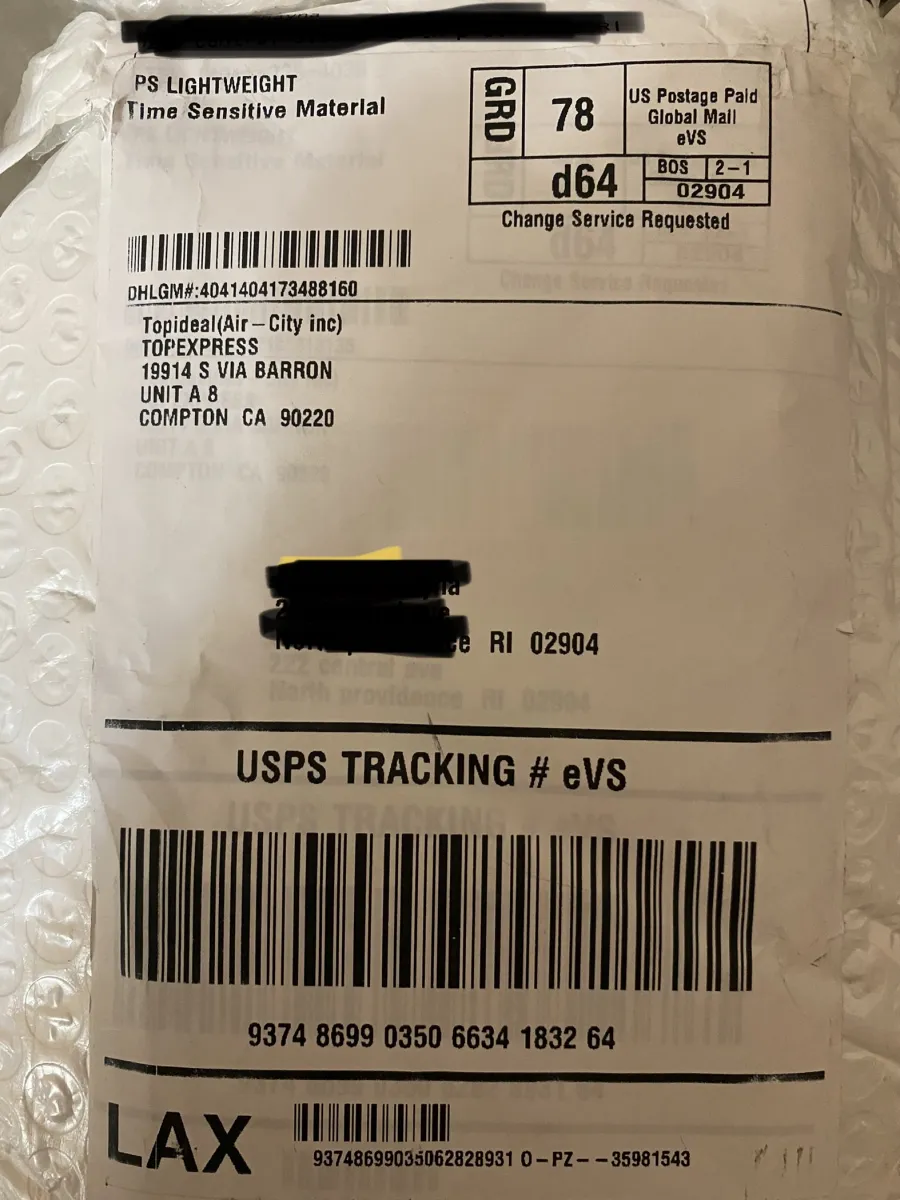 PS LIGHTWEIGHT
Time Sensitive Material
GRD
78
US Postage Paid
Global Mail
eVS
d64
BOS 2-1
02904
Change Service Requested
DHLGM#:4041404173488160
Topideal(Air-City inc)
TOPEXPRESS
19914 S VIA BARRON
UNIT A 8
COMPTON CA 90220
RI 02904
USPS TRACKING # eVS
9374 8699 0350 6634 1832 64
LAX
93748699035062828931 0-PZ--35981543